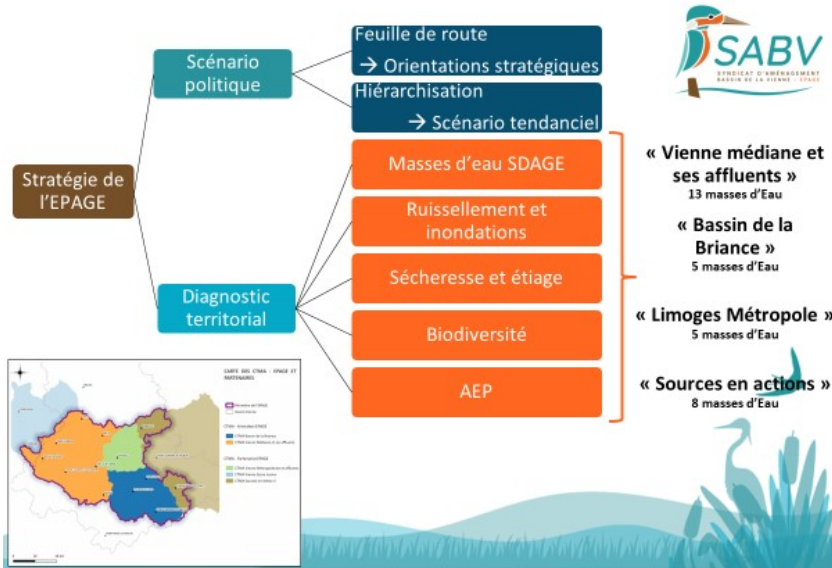 SABV
SYNDICAT D'AMÉNAGEMENT
BASSIN DE LA VIENNE - EPAGE
Stratégie de
l'EPAGE
Scénario
politique
Feuille de route
→ Orientations stratégiques
Hiérarchisation
→ Scénario tendanciel
Diagnostic
territorial
Masses d'eau SDAGE
Ruissellement et
inondations
Sécheresse et étiage
Biodiversité
AEP
« Vienne médiane et
ses affluents »
13 masses d'Eau
« Bassin de la
Briance »
5 masses d'Eau
« Limoges Métropole »
5 masses d'Eau
« Sources en actions »
8 masses d'Eau
CARTE DES CTMA - EPAGE ET
PARTENAIRES